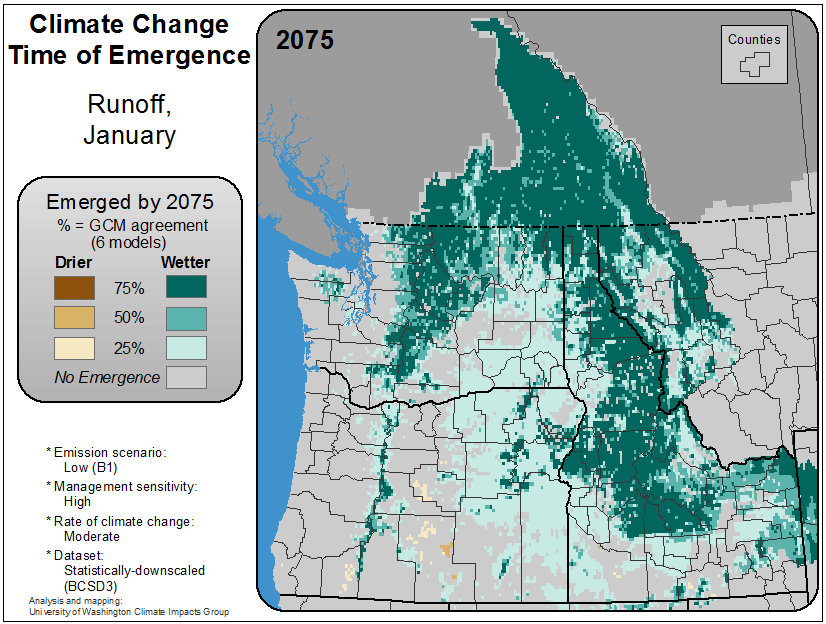 Climate Change
Time of Emergence
Runoff,
January
Emerged by 2075
% = GCM agreement
(6 models)
Drier Wetter
75%
50%
25%
No Emergence
* Emission scenario:
Low (B1)
* Management sensitivity:
High
* Rate of climate change:
Moderate
* Dataset:
Statistically-downscaled
(BCSD3)
Analysis and mapping:
University of Washington Climate Impacts Group
2075
Counties